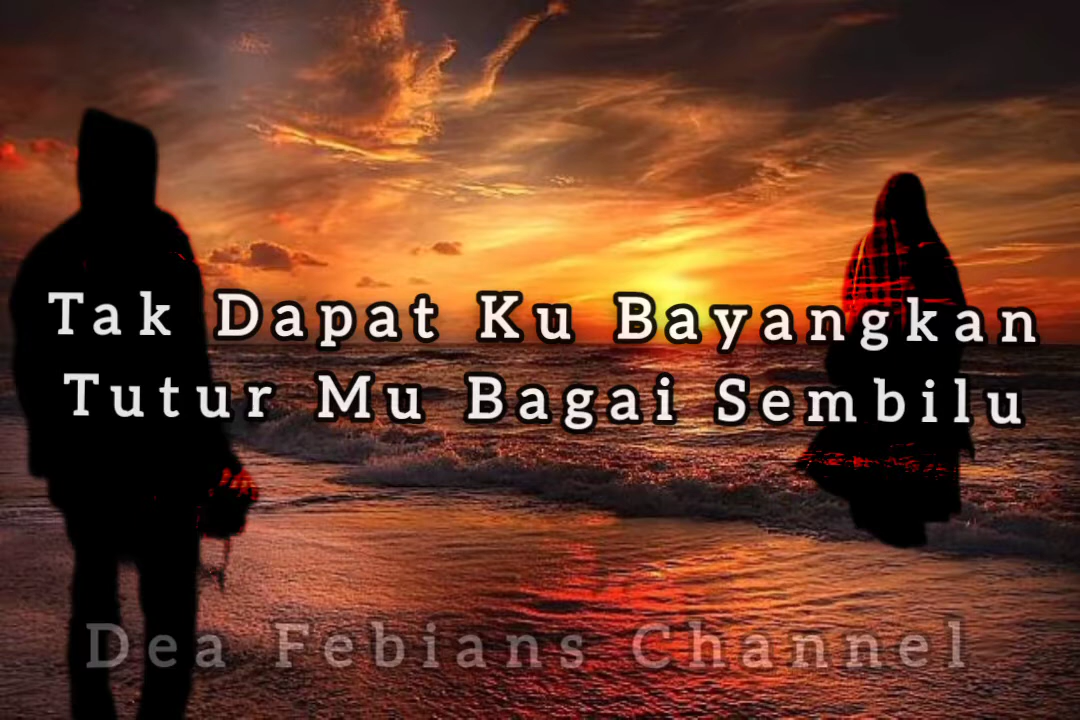 Tak Dapat Ku Bayangkan
Tutur Mu Bagai Sembilu
Dea Febians Channel